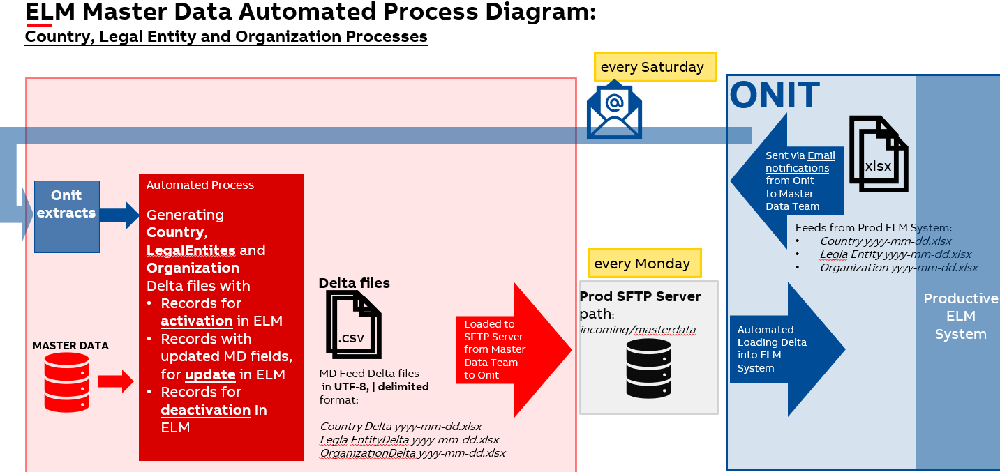 ELM Master Data Automated Process Diagram:
Country, Legal Entity and Organization Processes
every Saturday
@
ONIT
Sent via Email
notifications
from Onit
to Master
Data Team
xlsx
Feeds from Prod ELM System:
• Country yyyy-mm-dd.xlsx
• Legla Entity yyyy-mm-dd.xlsx
• Organization yyyy-mm-dd.xlsx
Onit
extracts
Automated Process
Generating
Country,
LegalEntites and
Organization
Delta files with
• Records for
activation in ELM
• Records with
updated MD fields,
for update in ELM
• Records for
deactivation In
ELM
MASTER DATA
Delta files
.csv
MD Feed Delta files
in UTF-8, | delimited
format:
Country Delta yyyy-mm-dd.xlsx
Legla EntityDelta yyyy-mm-dd.xlsx
OrganizationDelta yyyy-mm-dd.xlsx
Loaded to
SFTP Server
from Master
Data Team
to Onit
every Monday
Prod SFTP Server
path:
incoming/masterdata
Automated
Loading Delta
into ELM
System
Productive
ELM
System